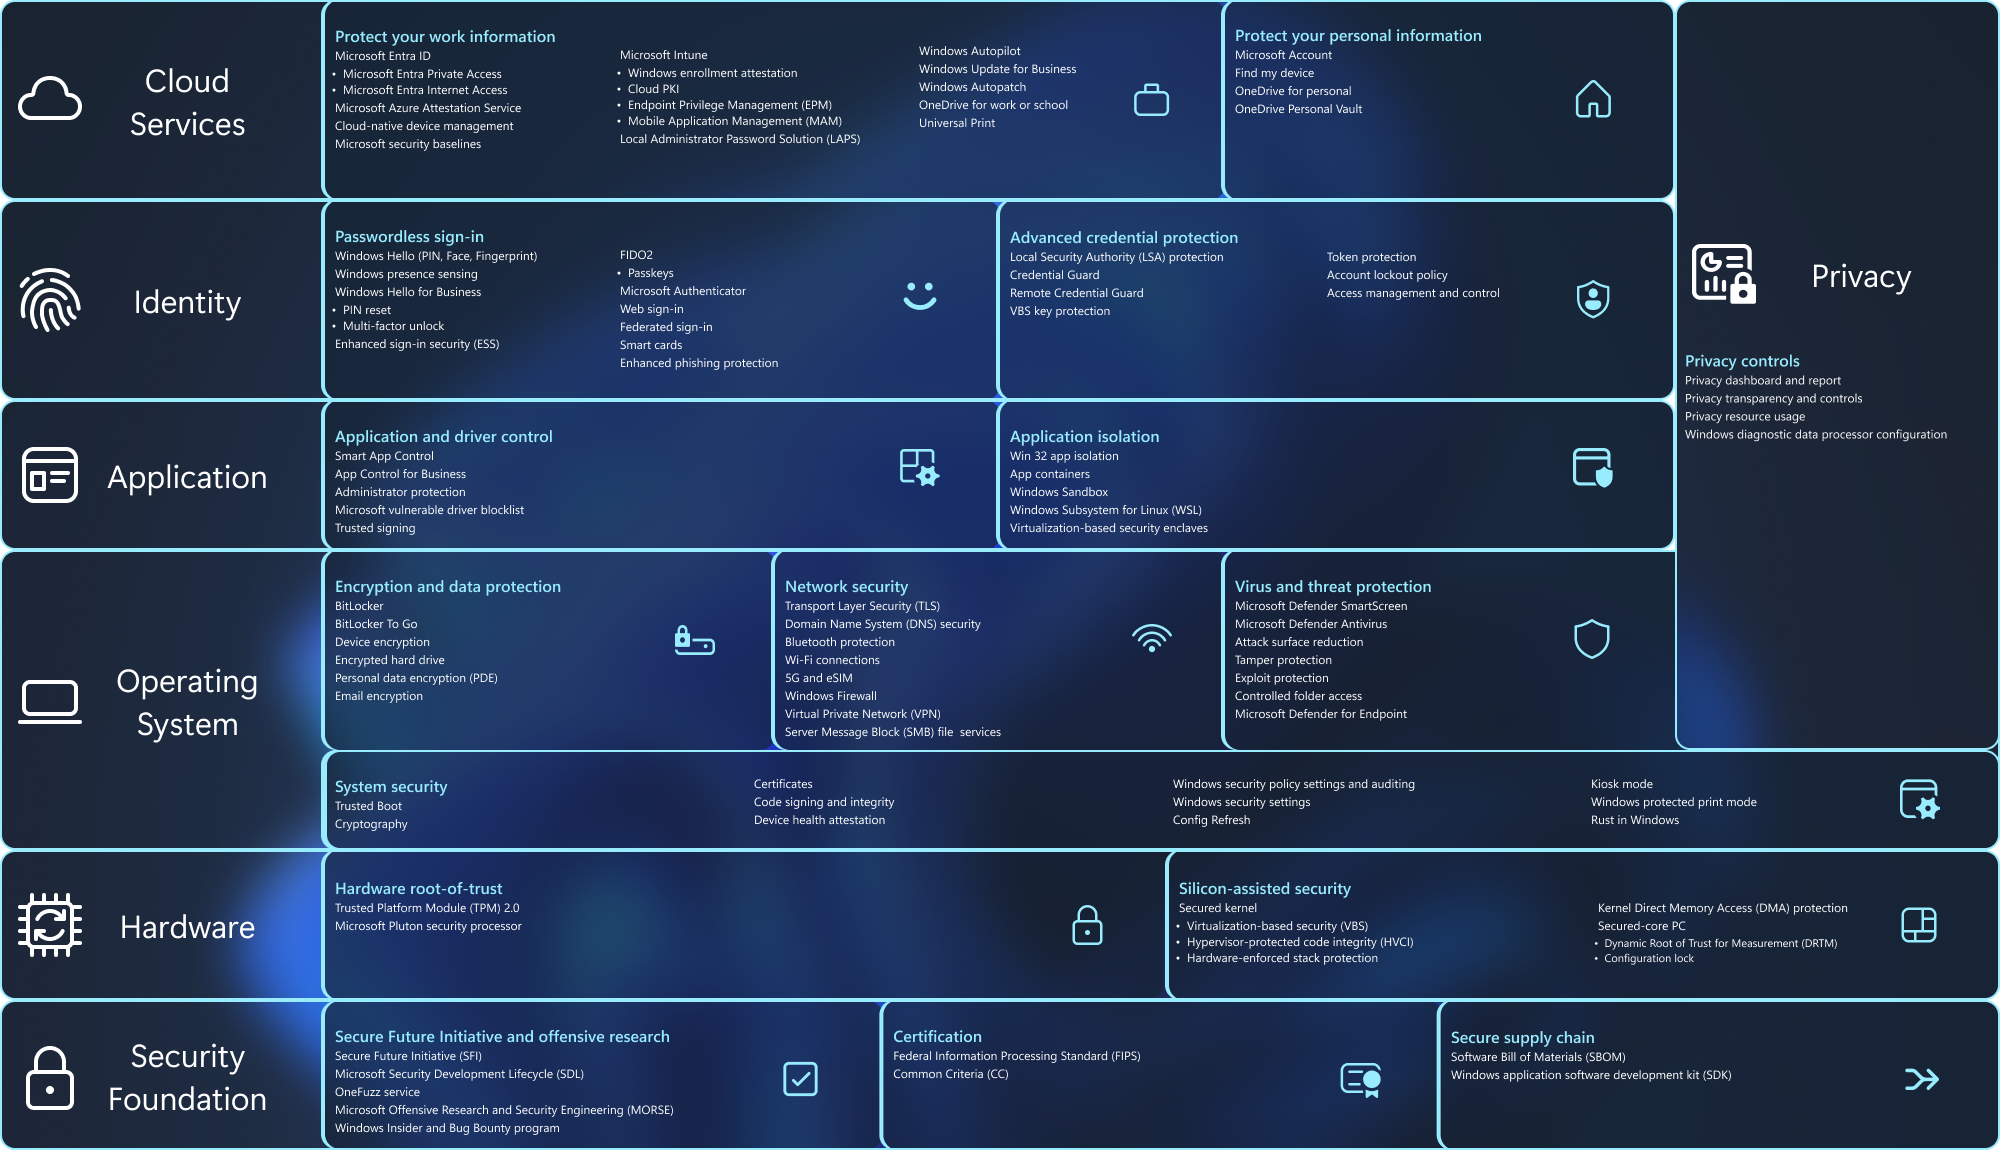 Cloud
Services
Protect your work information
Microsoft Entra ID
• Microsoft Entra Private Access
• Microsoft Entra Internet Access
Microsoft Azure Attestation Service
Cloud-native device management
Microsoft security baselines
Microsoft Intune
• Windows enrollment attestation
• Cloud PKI
• Endpoint Privilege Management (EPM)
• Mobile Application Management (MAM)
Local Administrator Password Solution (LAPS)
Windows Autopilot
Windows Update for Business
Windows Autopatch
OneDrive for work or school
Universal Print
Protect your personal information
Microsoft Account
Find my device
OneDrive for personal
OneDrive Personal Vault
Privacy
Privacy controls
Privacy dashboard and report
Privacy transparency and controls
Privacy resource usage
Windows diagnostic data processor configuration
Identity
Passwordless sign-in
Windows Hello (PIN, Face, Fingerprint)
Windows presence sensing
Windows Hello for Business
• PIN reset
• Multi-factor unlock
Enhanced sign-in security (ESS)
FIDO2
• Passkeys
Microsoft Authenticator
Web sign-in
Federated sign-in
Smart cards
Enhanced phishing protection
Advanced credential protection
Local Security Authority (LSA) protection
Credential Guard
Remote Credential Guard
VBS key protection
Token protection
Account lockout policy
Access management and control
Application
Application and driver control
Smart App Control
App Control for Business
Administrator protection
Microsoft vulnerable driver blocklist
Trusted signing
Application isolation
Win 32 app isolation
App containers
Windows Sandbox
Windows Subsystem for Linux (WSL)
Virtualization-based security enclaves
Operating
System
Encryption and data protection
BitLocker
BitLocker To Go
Device encryption
Encrypted hard drive
Personal data encryption (PDE)
Email encryption
Network security
Transport Layer Security (TLS)
Domain Name System (DNS) security
Bluetooth protection
Wi-Fi connections
5G and eSIM
Windows Firewall
Virtual Private Network (VPN)
Server Message Block (SMB) file  services
Virus and threat protection
Microsoft Defender SmartScreen
Microsoft Defender Antivirus
Attack surface reduction
Tamper protection
Exploit protection
Controlled folder access
Microsoft Defender for Endpoint
System security
Trusted Boot
Cryptography
Certificates
Code signing and integrity
Device health attestation
Windows security policy settings and auditing
Windows security settings
Config Refresh
Kiosk mode
Windows protected print mode
Rust in Windows
Hardware
Hardware root-of-trust
Trusted Platform Module (TPM) 2.0
Microsoft Pluton security processor
Silicon-assisted security
Secured kernel
• Virtualization-based security (VBS)
• Hypervisor-protected code integrity (HVCI)
• Hardware-enforced stack protection
Kernel Direct Memory Access (DMA) protection
Secured-core PC
• Dynamic Root of Trust for Measurement (DRTM)
• Configuration lock
Security
Foundation
Secure Future Initiative and offensive research
Secure Future Initiative (SFI)
Microsoft Security Development Lifecycle (SDL)
OneFuzz service
Microsoft Offensive Research and Security Engineering (MORSE)
Windows Insider and Bug Bounty program
Certification
Federal Information Processing Standard (FIPS)
Common Criteria (CC)
Secure supply chain
Software Bill of Materials (SBOM)
Windows application software development kit (SDK)